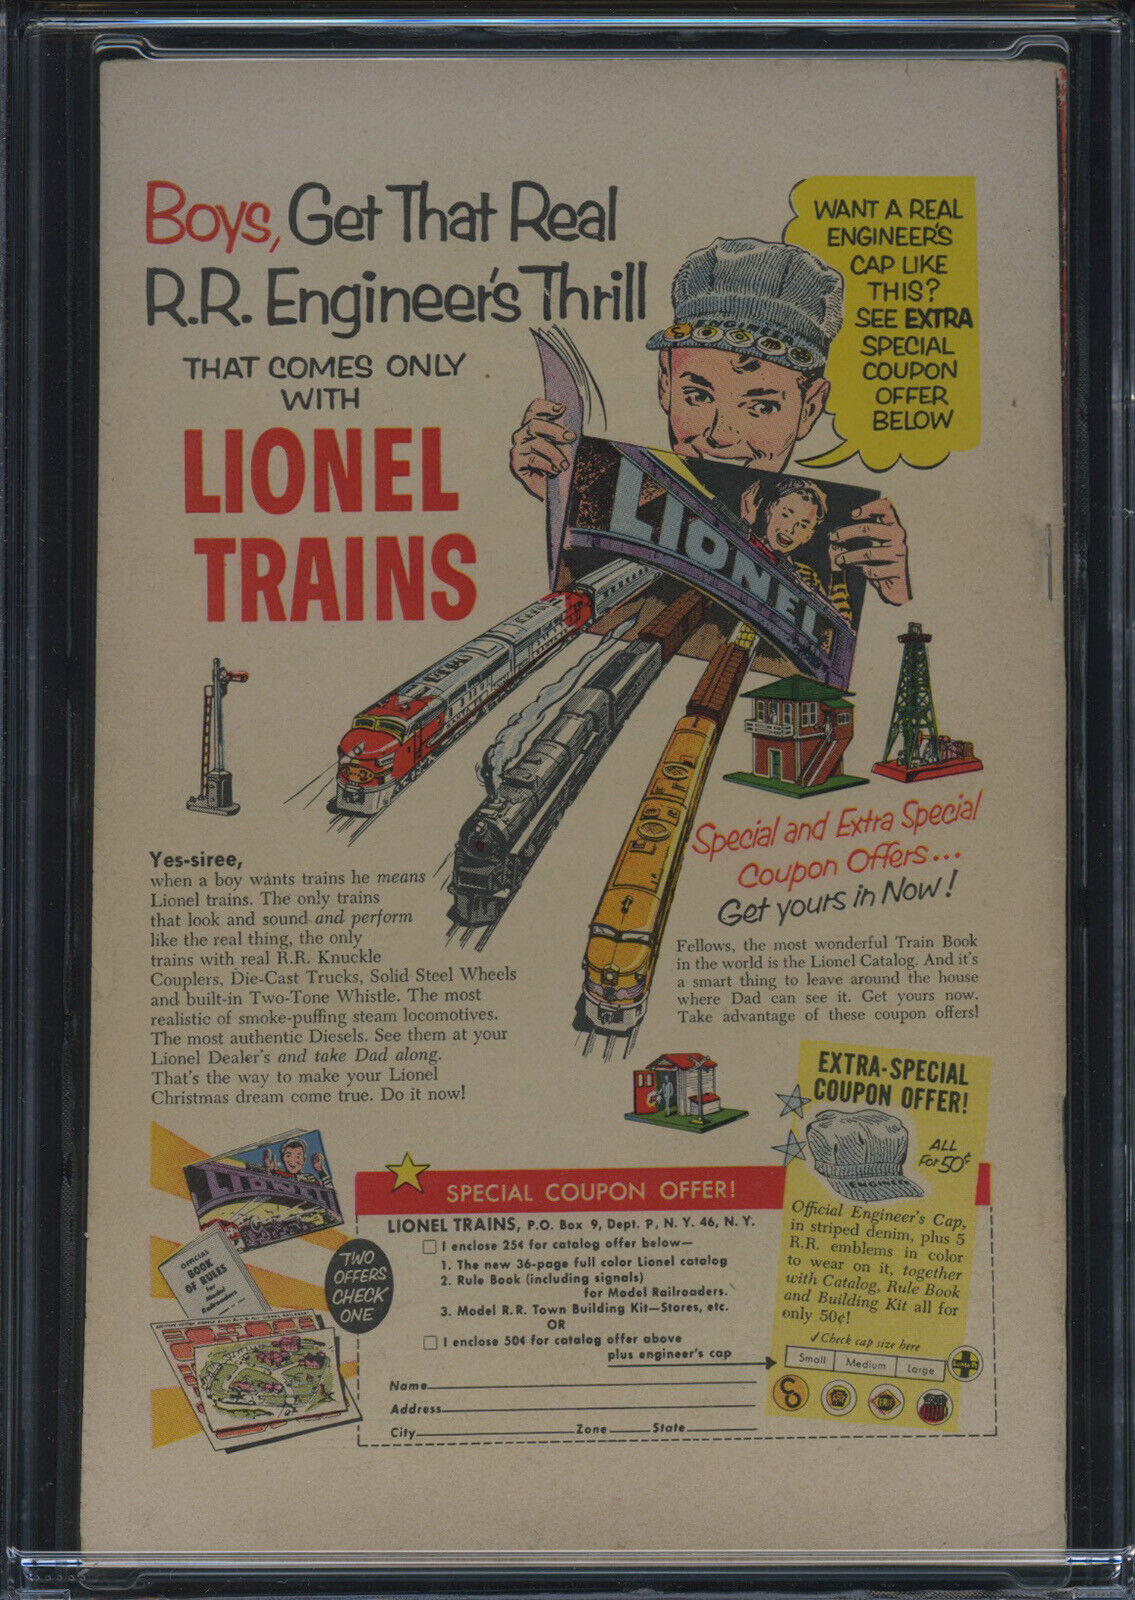 Boys, Get That Real
R.R. Engineer's Thrill
THAT COMES ONLY
WITH
LIONEL
TRAINS
WANT A REAL
ENGINEER'S
CAP LIKE
THIS?
SEE EXTRA
SPECIAL
COUPON
OFFER
BELOW
ENGINEER
LIONEL
Special and Extra Special
Coupon Offers...
Get yours in Now!
Yes-siree,
when a boy wants trains he means
Lionel trains. The only trains
that look and sound and perform
like the real thing, the only
trains with real R.R. Knuckle
Couplers, Die-Cast Trucks, Solid Steel Wheels
and built-in Two-Tone Whistle. The most
realistic of smoke-puffing steam locomotives.
The most authentic Diesels. See them at your
Lionel Dealer's and take Dad along.
That's the way to make your Lionel
Christmas dream come true. Do it now!
Fellows, the most wonderful Train Book
in the world is the Lionel Catalog. And it's
a smart thing to leave around the house
where Dad can see it. Get yours now.
Take advantage of these coupon offers!
EXTRA-SPECIAL
COUPON OFFER!
ALL
FOR 50¢
ENGINEER
Official Engineer's Cap,
in striped denim, plus 5
R.R. emblems in color
to wear on it, together
with Catalog, Rule Book
and Building Kit all for
only 50¢!
✓Check cap size here
Small Medium Large
Santa Fe
ERIE
LIONEL
OFFICIAL
BOOK
OF RULES
for
Model
Railroaders
TWO
OFFERS
CHECK
ONE
SPECIAL COUPON OFFER!
LIONEL TRAINS, P.O. Box 9, Dept. P, N. Y. 46, N. Y.
I enclose 25¢ for catalog offer below—
1. The new 36-page full color Lionel catalog
2. Rule Book (including signals)
for Model Railroaders.
3. Model R.R. Town Building Kit—Stores, etc.
OR
I enclose 50¢ for catalog offer above
plus engineer's cap
Name
Address
City Zone State